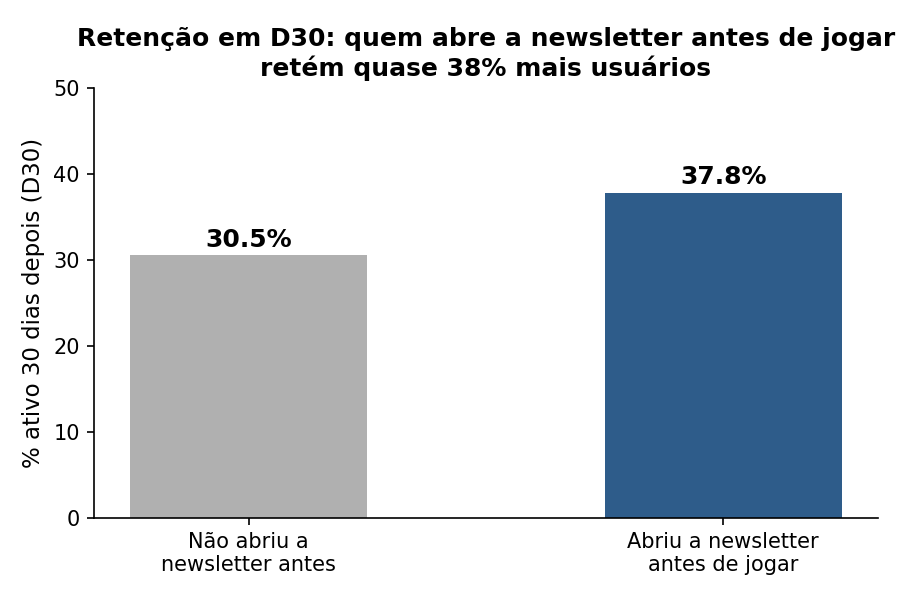 Retenção em D30: quem abre a newsletter antes de jogar
retém quase 38% mais usuários
% ativo 30 dias depois (D30)
50
40
30
20
10
0
30.5%
37.8%
Não abriu a
newsletter antes
Abriu a newsletter
antes de jogar